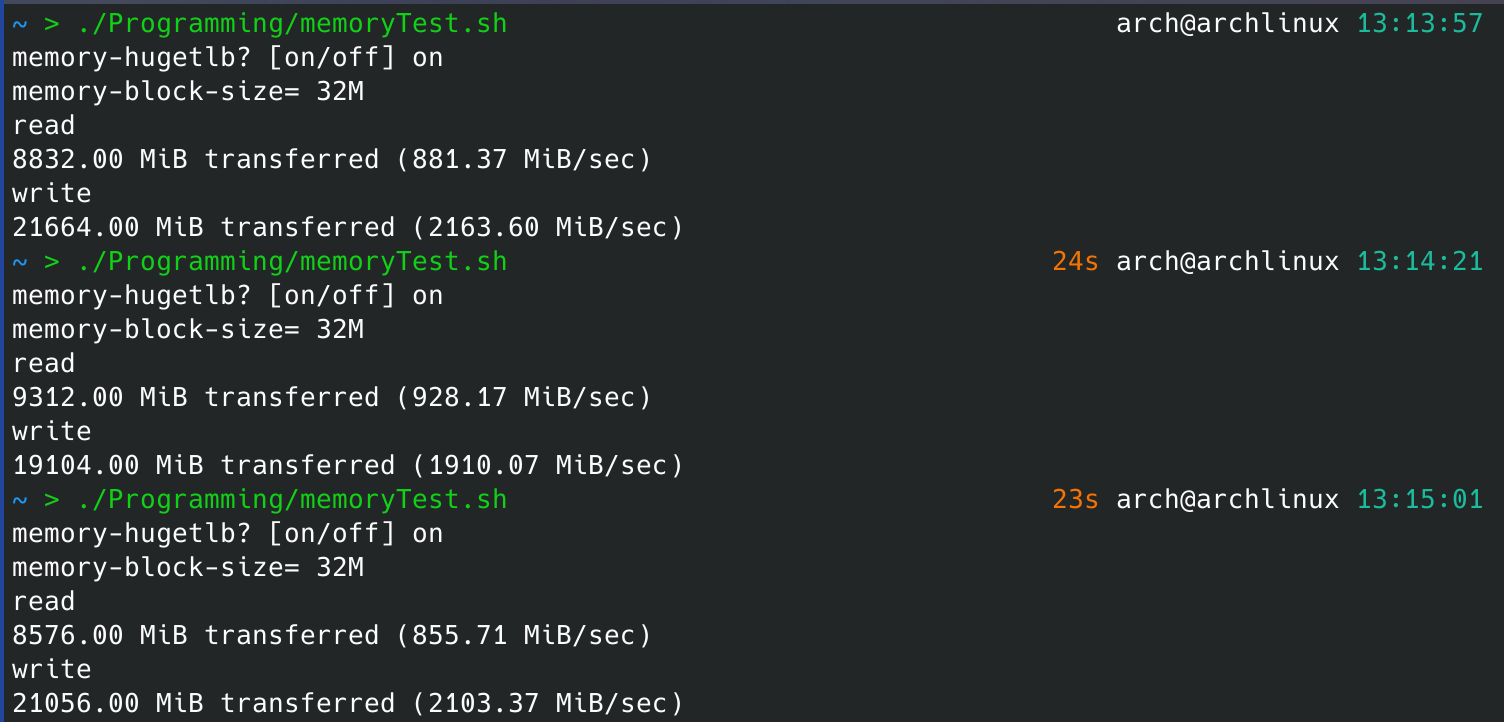 ~ > ./Programming/memoryTest.sh arch@archlinux 13:13:57
memory-hugetlb? [on/off] on
memory-block-size= 32M
read
8832.00 MiB transferred (881.37 MiB/sec)
write
21664.00 MiB transferred (2163.60 MiB/sec)
~ > ./Programming/memoryTest.sh 24s arch@archlinux 13:14:21
memory-hugetlb? [on/off] on
memory-block-size= 32M
read
9312.00 MiB transferred (928.17 MiB/sec)
write
19104.00 MiB transferred (1910.07 MiB/sec)
~ > ./Programming/memoryTest.sh 23s arch@archlinux 13:15:01
memory-hugetlb? [on/off] on
memory-block-size= 32M
read
8576.00 MiB transferred (855.71 MiB/sec)
write
21056.00 MiB transferred (2103.37 MiB/sec)